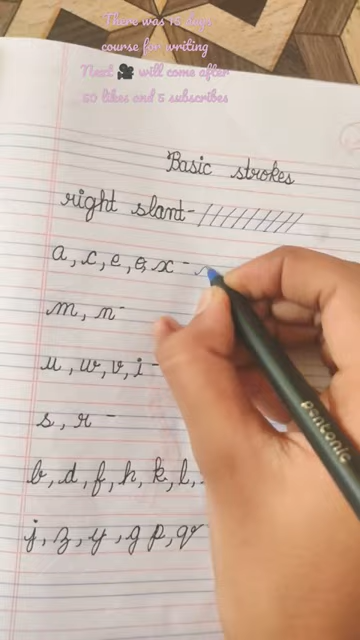 There was 15 days
course for writing
Next 🎥 will come after
50 likes and 5 subscribes
Basic strokes
right slant-
a, c, e, o, x -
m, n -
u, w, v, i -
s, r -
b, d, f, h, k, l,
j, z, y, g p, q
pentonic